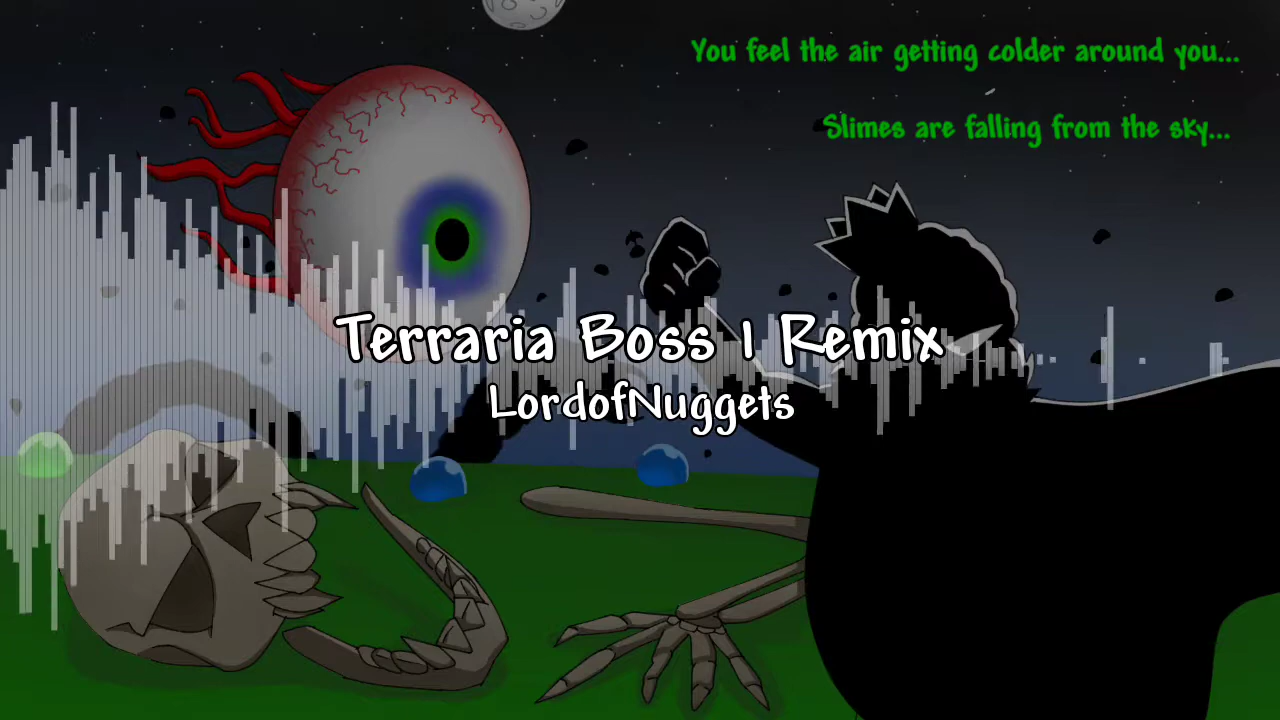 You feel the air getting colder around you...
Slimes are falling from the sky...
Terraria Boss 1 Remix
LordofNuggets